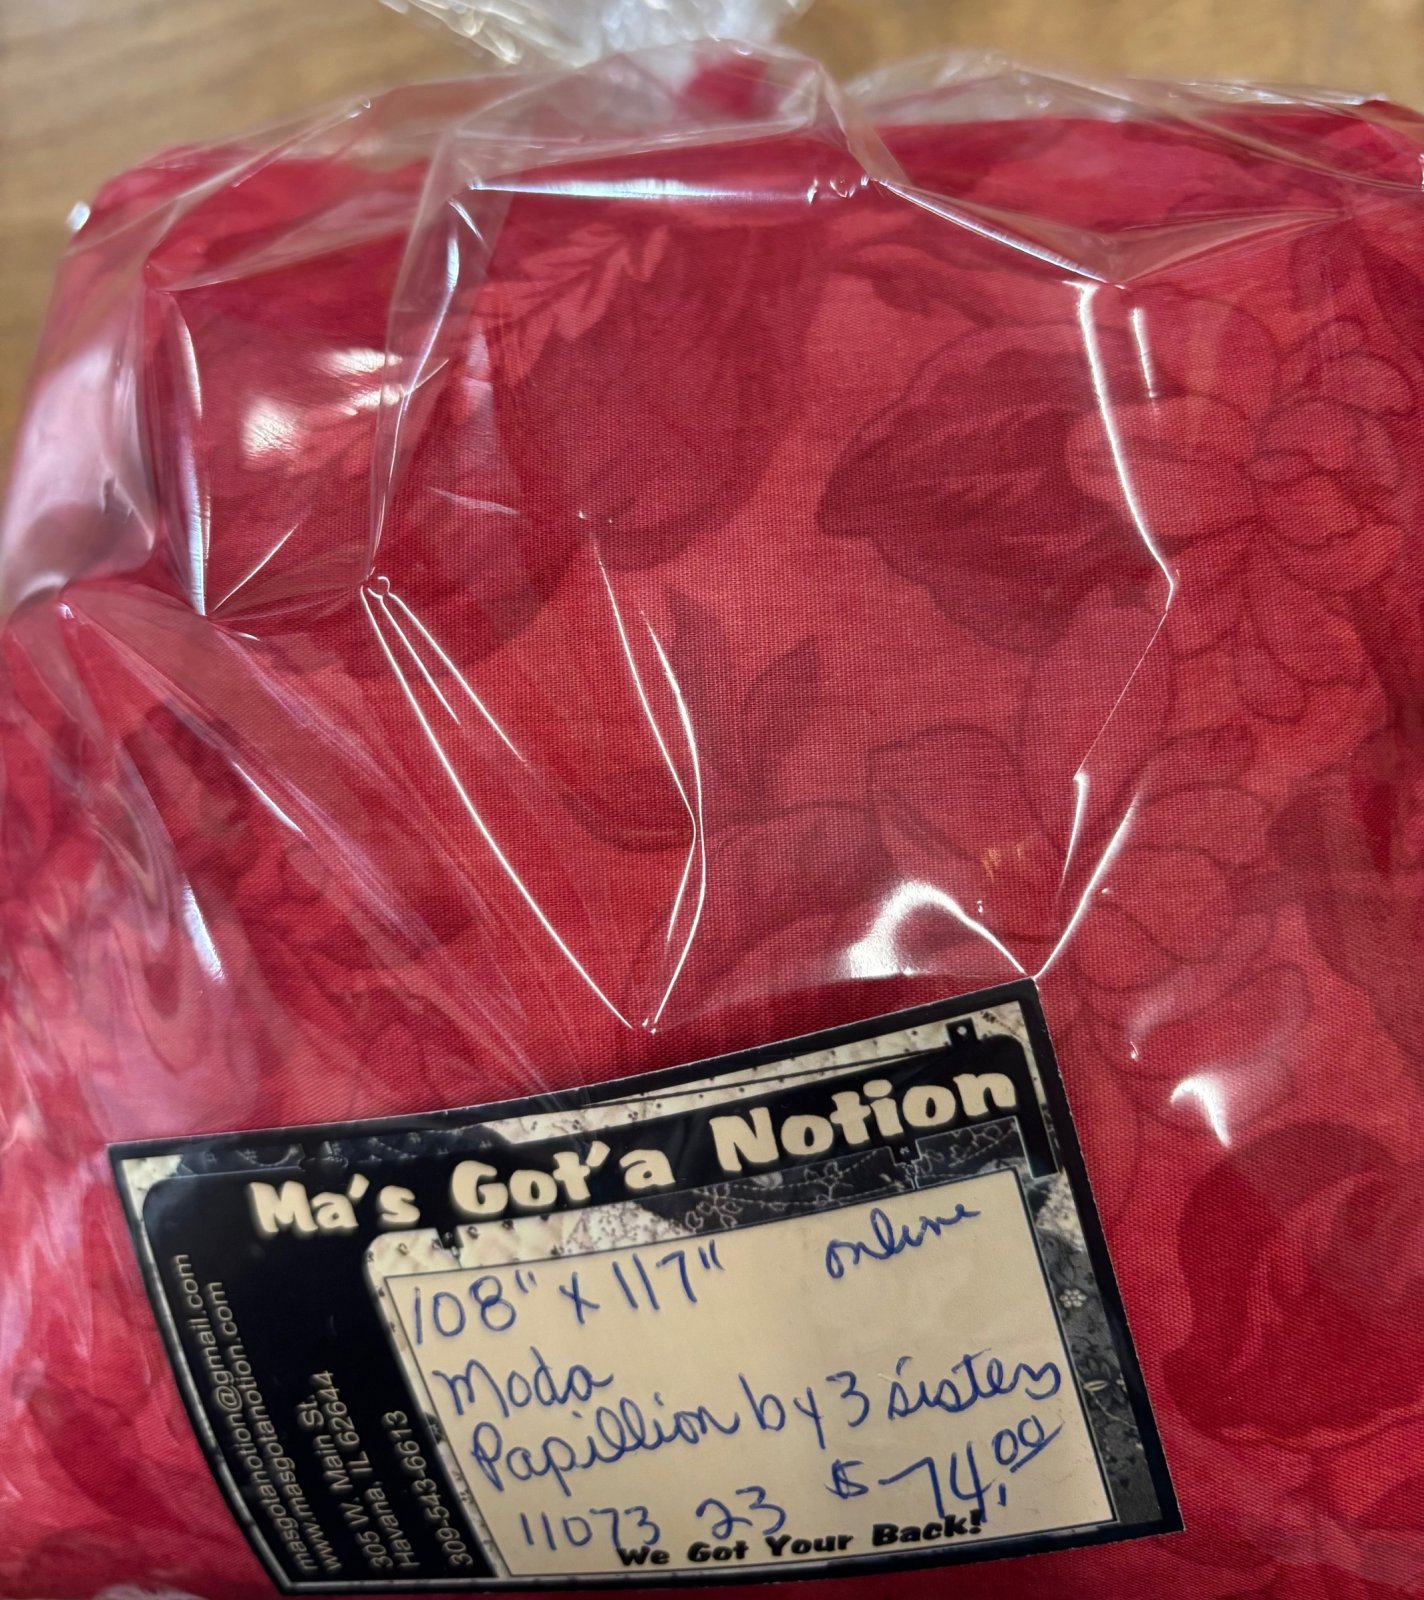 Ma's Got'a Notion
108" x 117" online
Moda
Papillion by 3 sisters
11073 23 $74.00
We Got Your Back!
masgotanotion@gmail.com
www.masgotanotion.com
305 W. Main St.
Havana, IL 62644
309-543-6613